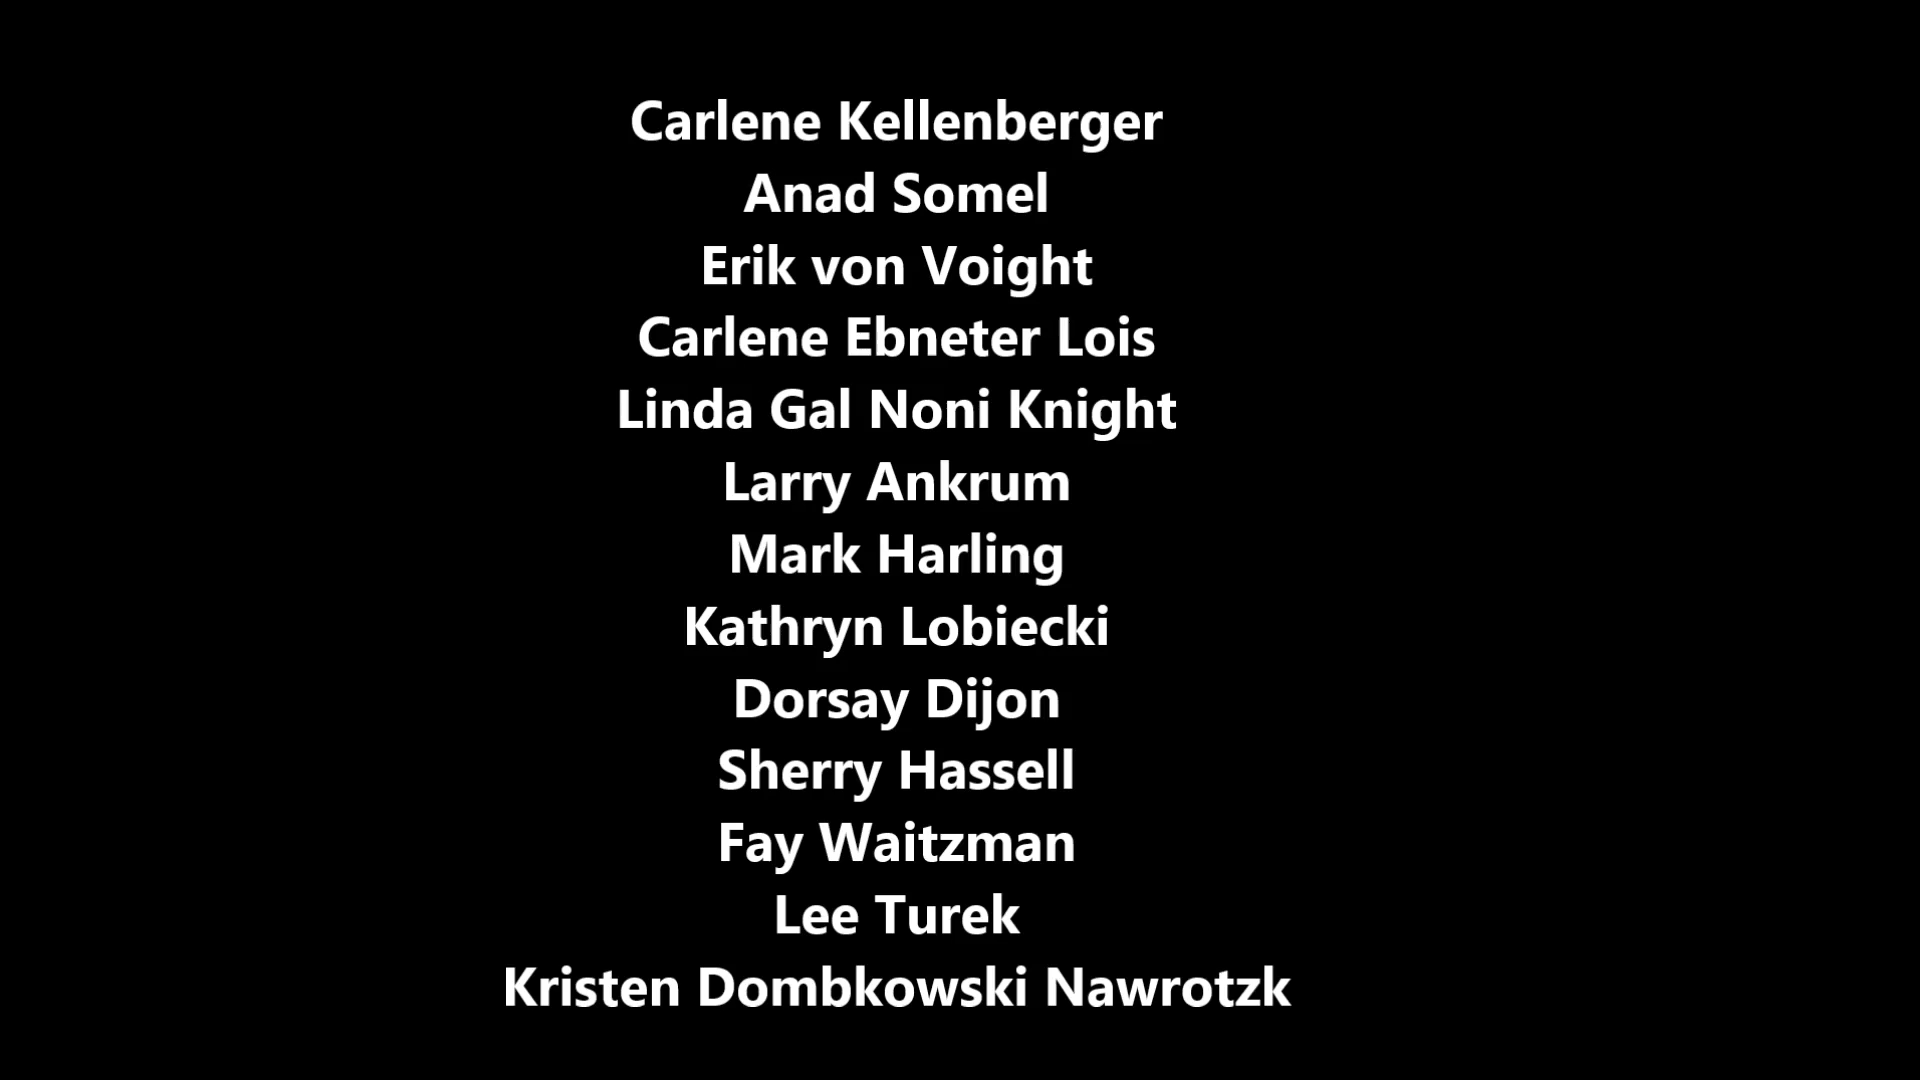 Carlene Kellenberger
Anad Somel
Erik von Voight
Carlene Ebneter Lois
Linda Gal Noni Knight
Larry Ankrum
Mark Harling
Kathryn Lobiecki
Dorsay Dijon
Sherry Hassell
Fay Waitzman
Lee Turek
Kristen Dombkowski Nawrotzk